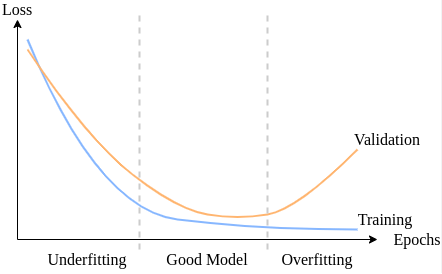 Loss
Validation
Training
Epochs
Underfitting
Good Model
Overfitting